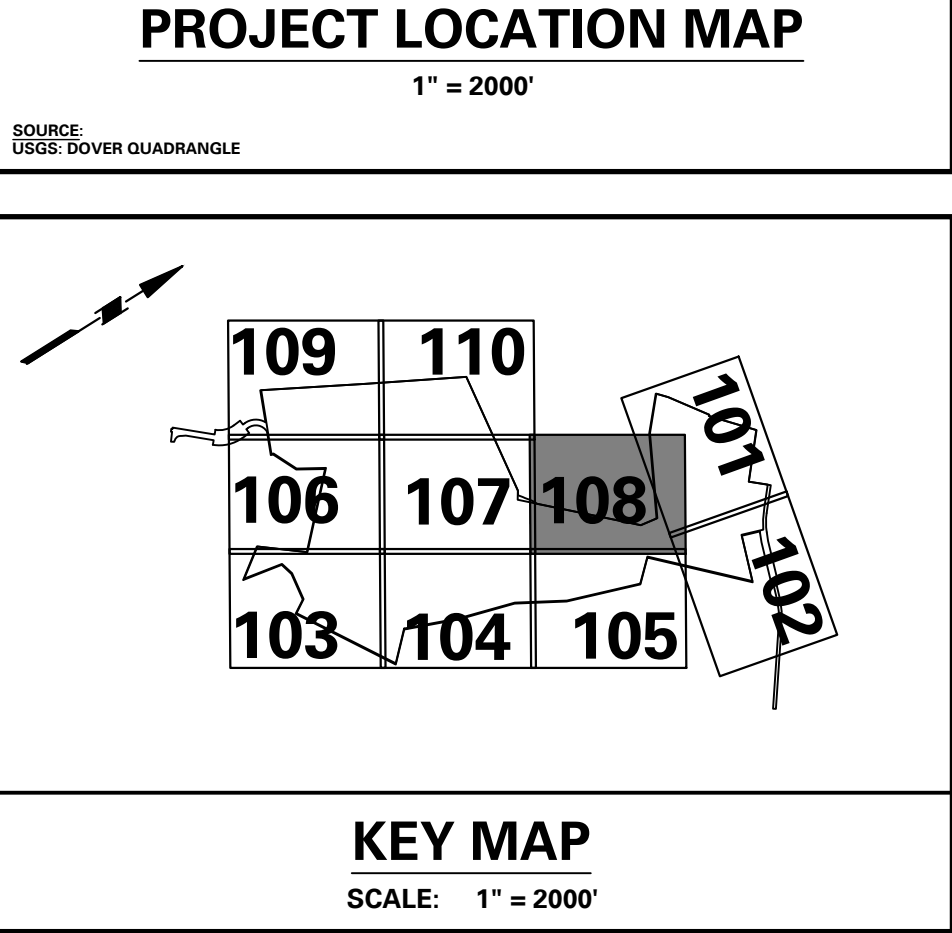 PROJECT LOCATION MAP
1" = 2000'
SOURCE:
USGS: DOVER QUADRANGLE
N
109 110
101
106 107 108
102
103 104 105
KEY MAP
SCALE: 1" = 2000'